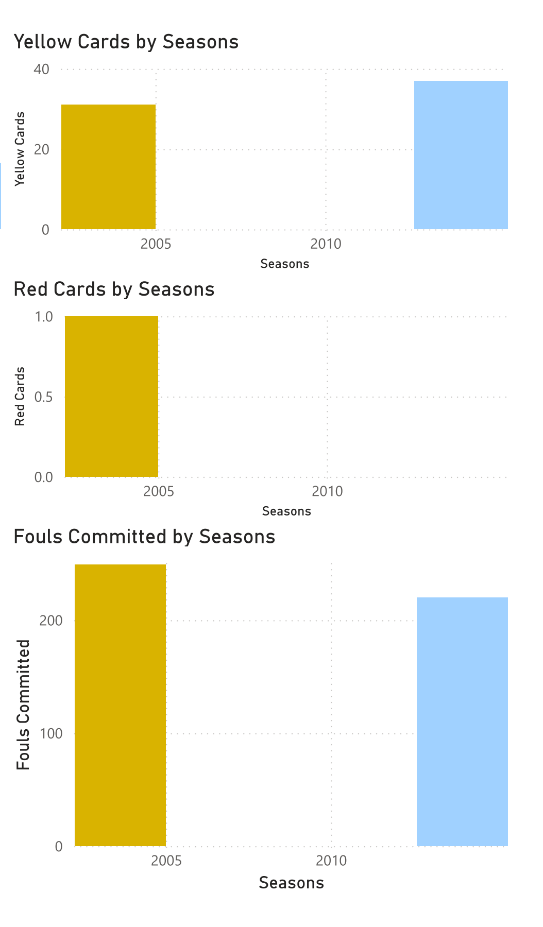 Yellow Cards by Seasons
40
20
0
Yellow Cards
2005 2010
Seasons
Red Cards by Seasons
1.0
0.5
0.0
Red Cards
2005 2010
Seasons
Fouls Committed by Seasons
200
100
0
Fouls Committed
2005 2010
Seasons